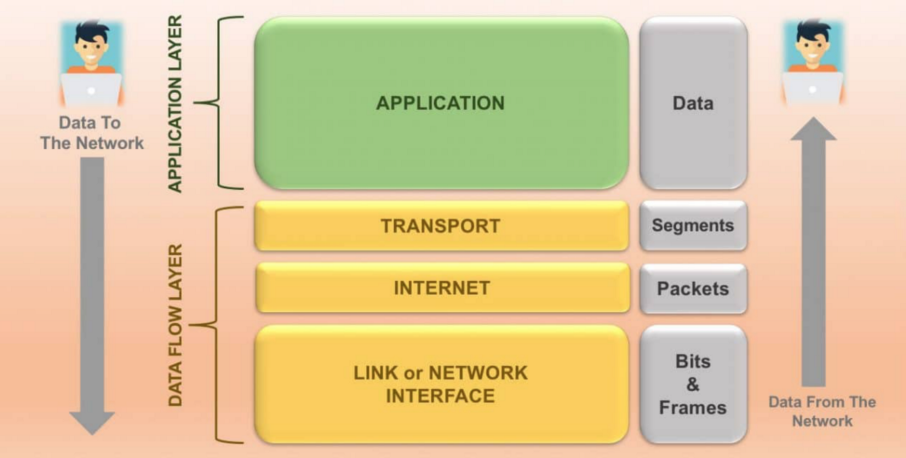 Data To
The Network
APPLICATION LAYER
APPLICATION
Data
DATA FLOW LAYER
TRANSPORT
Segments
INTERNET
Packets
LINK or NETWORK
INTERFACE
Bits
&
Frames
Data From The
Network